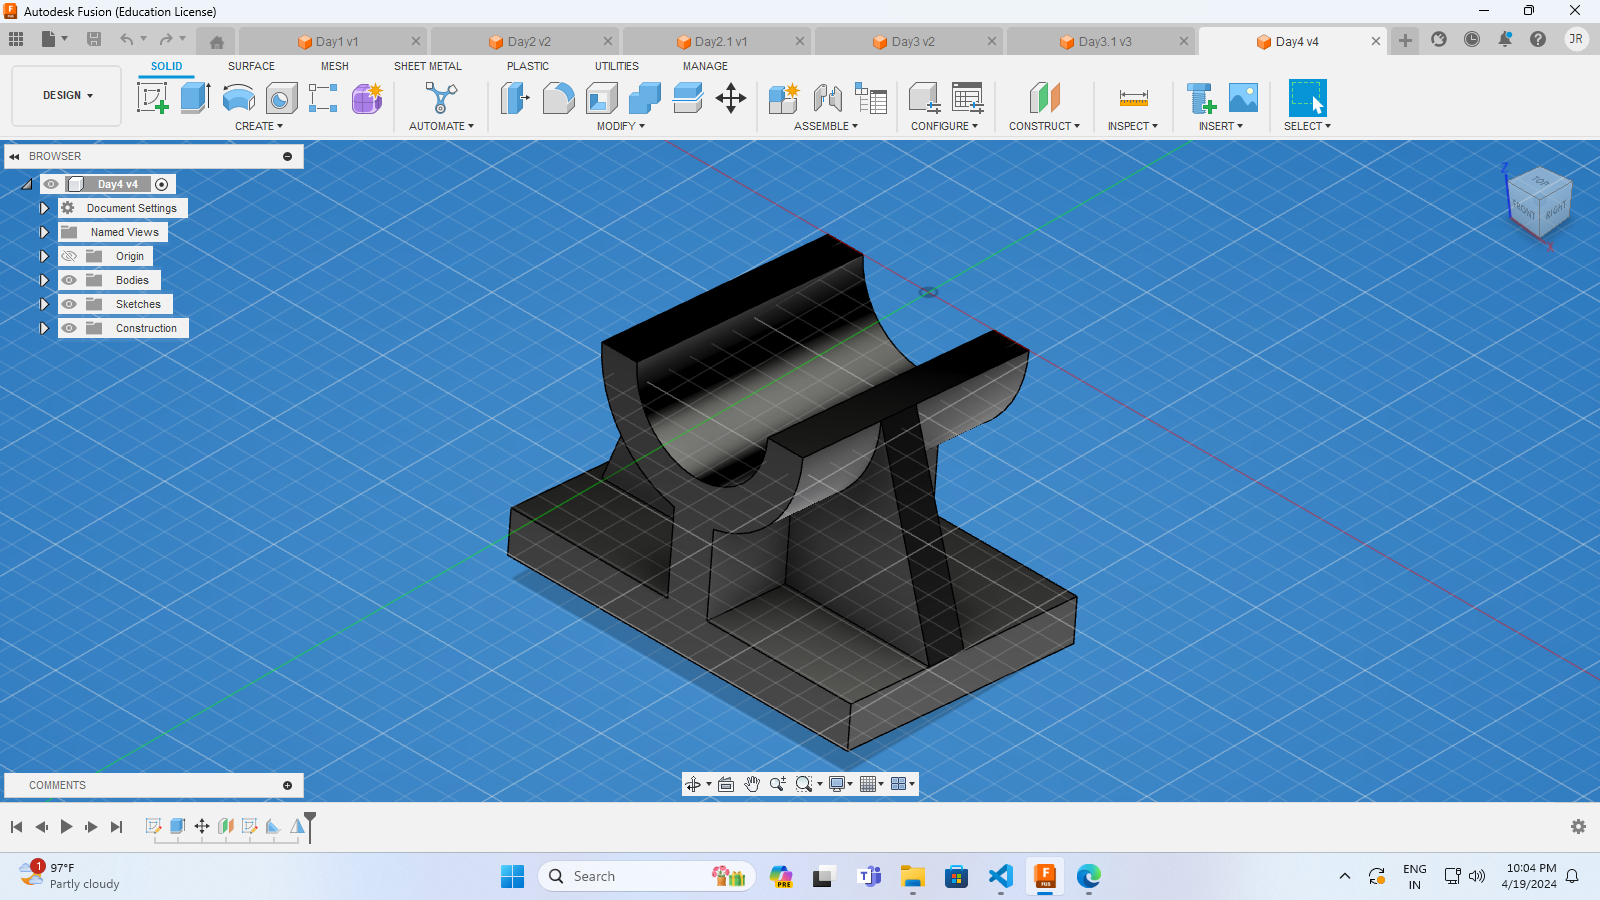 Autodesk Fusion (Education License)
Day1 v1
Day2 v2
Day2.1 v1
Day3 v2
Day3.1 v3
Day4 v4
JR
DESIGN
SOLID
SURFACE
MESH
SHEET METAL
PLASTIC
UTILITIES
MANAGE
CREATE
AUTOMATE
MODIFY
ASSEMBLE
CONFIGURE
CONSTRUCT
INSPECT
INSERT
SELECT
BROWSER
Day4 v4
Document Settings
Named Views
Origin
Bodies
Sketches
Construction
Z
TOP
FRONT
RIGHT
X
COMMENTS
1
97°F
Partly cloudy
Search
PRE
FUS
ENG
IN
10:04 PM
4/19/2024